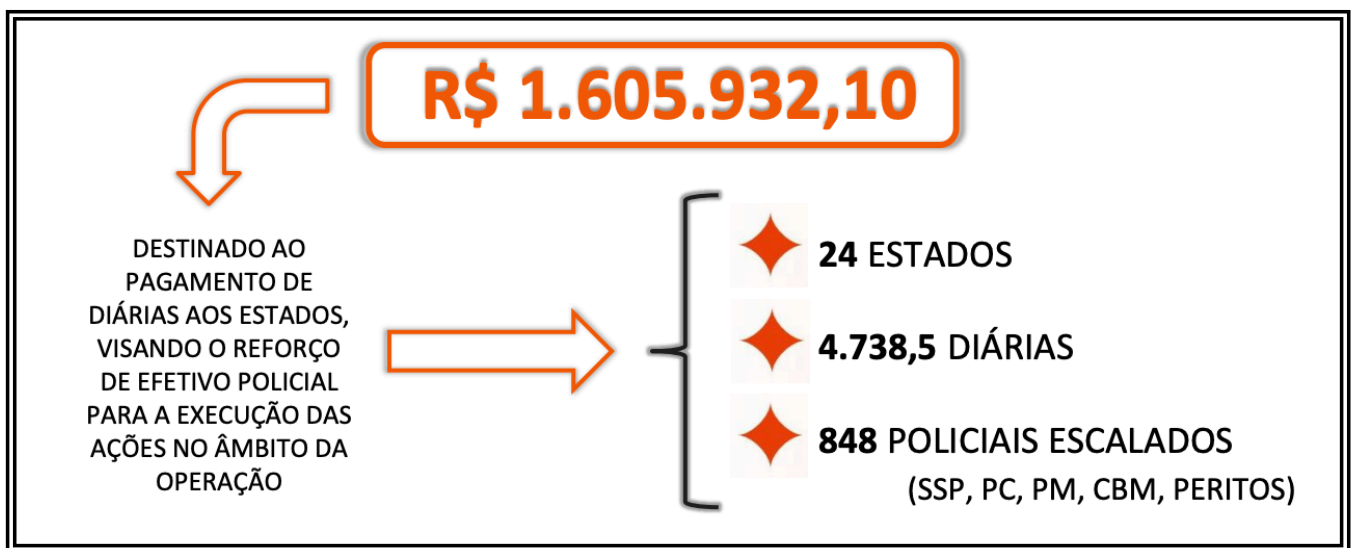 R$ 1.605.932,10
DESTINADO AO
PAGAMENTO DE
DIÁRIAS AOS ESTADOS,
VISANDO O REFORÇO
DE EFETIVO POLICIAL
PARA A EXECUÇÃO DAS
AÇÕES NO ÂMBITO DA
OPERAÇÃO
24 ESTADOS
4.738,5 DIÁRIAS
848 POLICIAIS ESCALADOS
(SSP, PC, PM, CBM, PERITOS)